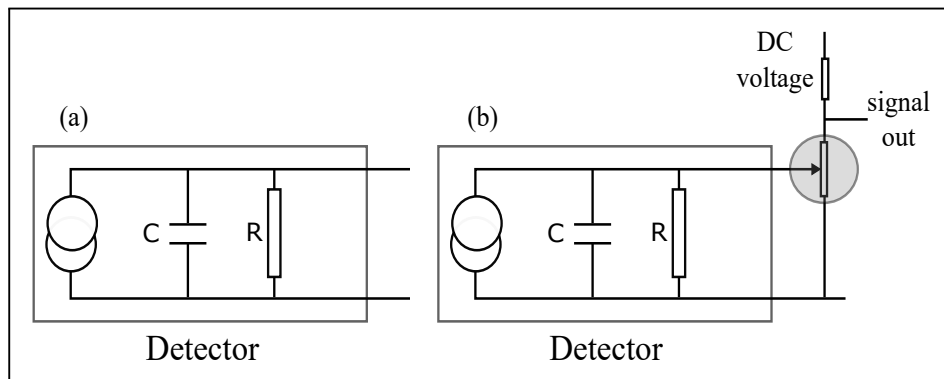 (a)
C
R
Detector
(b)
C
R
Detector
DC
voltage
signal
out